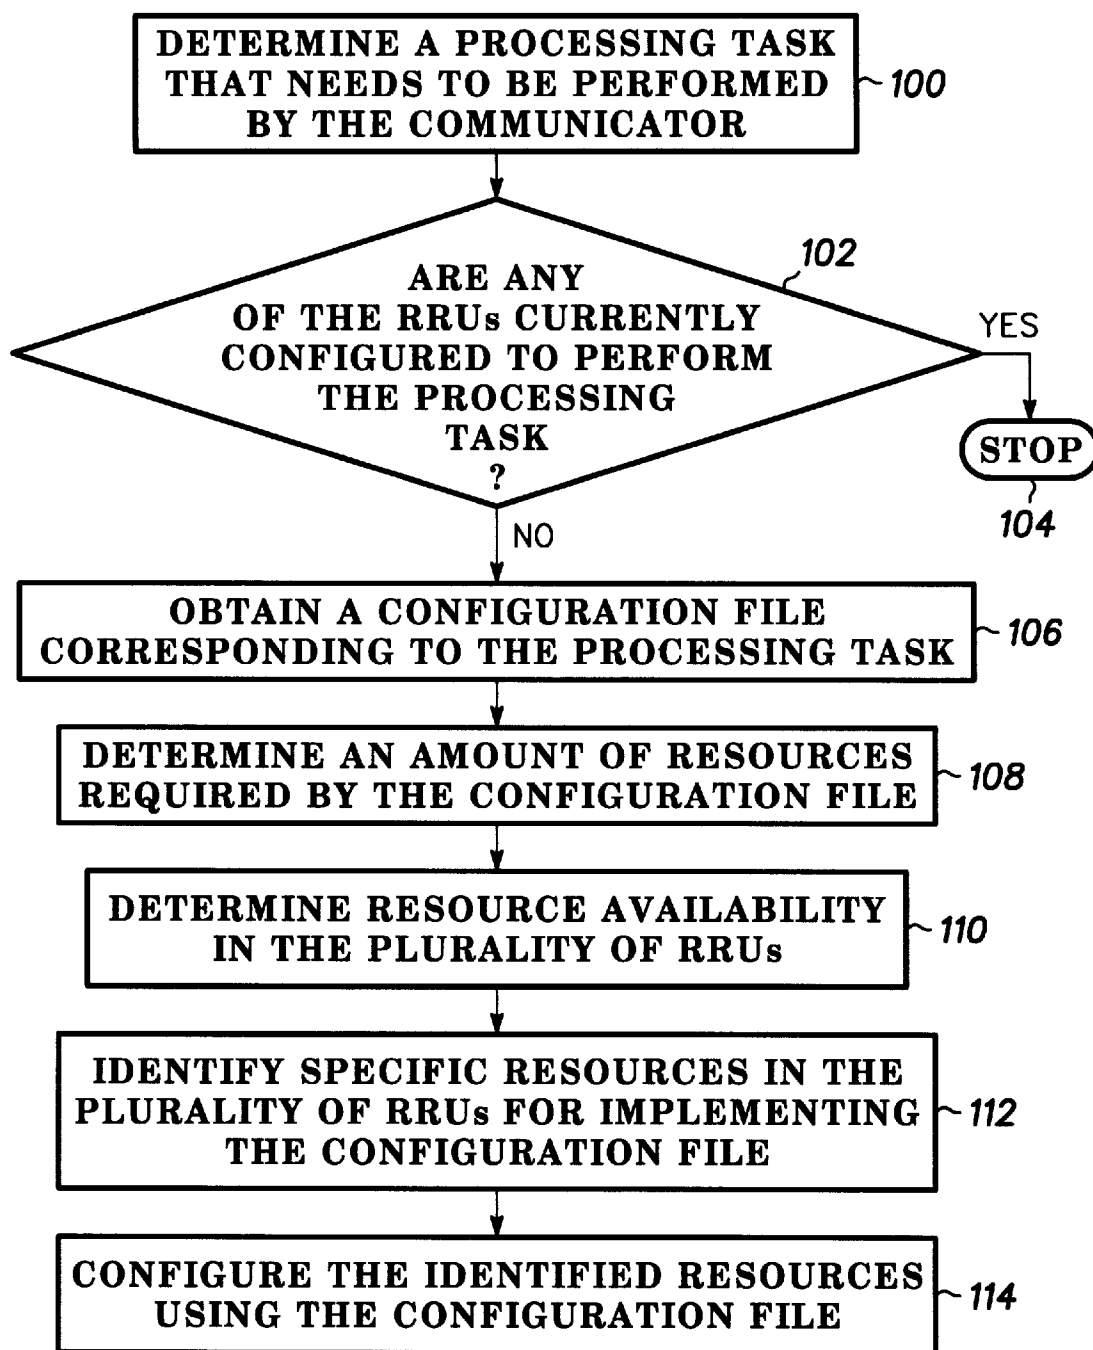 DETERMINE A PROCESSING TASK
THAT NEEDS TO BE PERFORMED
BY THE COMMUNICATOR
100
102
ARE ANY
OF THE RRUs CURRENTLY
CONFIGURED TO PERFORM
THE PROCESSING
TASK
?
YES
STOP
104
NO
OBTAIN A CONFIGURATION FILE
CORRESPONDING TO THE PROCESSING TASK
106
DETERMINE AN AMOUNT OF RESOURCES
REQUIRED BY THE CONFIGURATION FILE
108
DETERMINE RESOURCE AVAILABILITY
IN THE PLURALITY OF RRUs
110
IDENTIFY SPECIFIC RESOURCES IN THE
PLURALITY OF RRUs FOR IMPLEMENTING
THE CONFIGURATION FILE
112
CONFIGURE THE IDENTIFIED RESOURCES
USING THE CONFIGURATION FILE
114